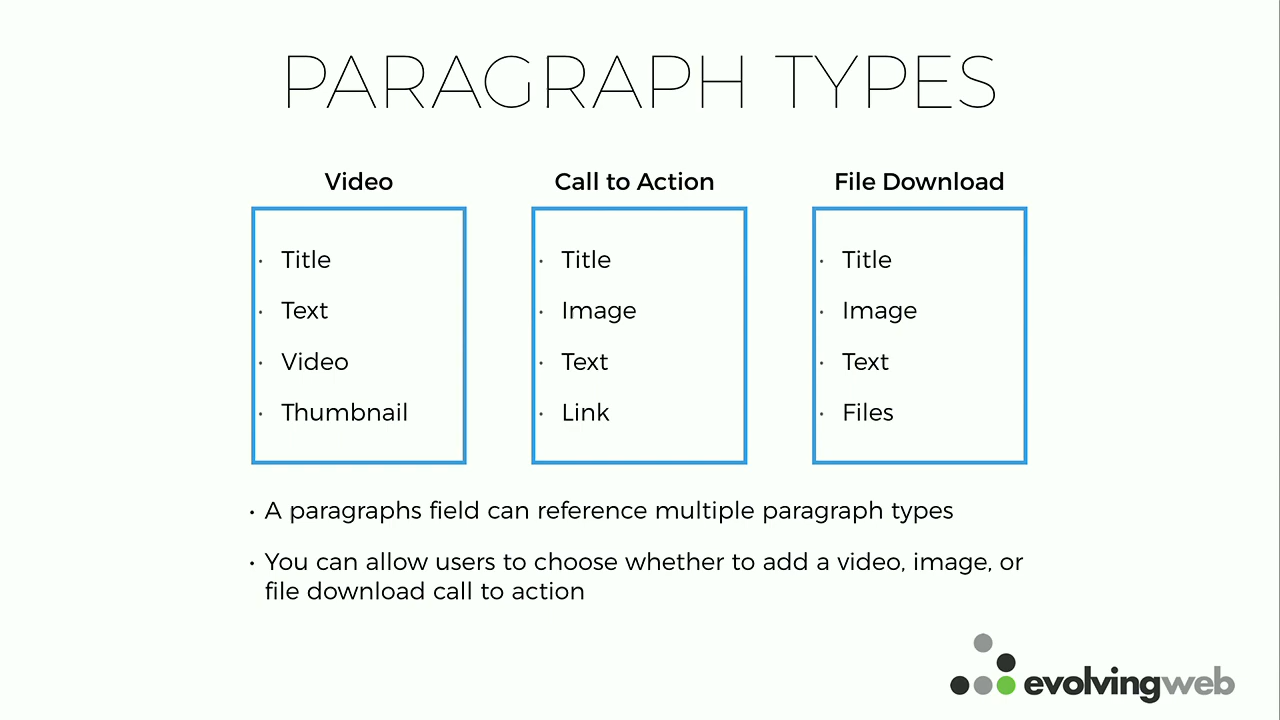 PARAGRAPH TYPES
Video
Call to Action
File Download
· Title
· Text
· Video
· Thumbnail
· Title
· Image
· Text
· Link
· Title
· Image
· Text
· Files
· A paragraphs field can reference multiple paragraph types
· You can allow users to choose whether to add a video, image, or
file download call to action
evolvingweb